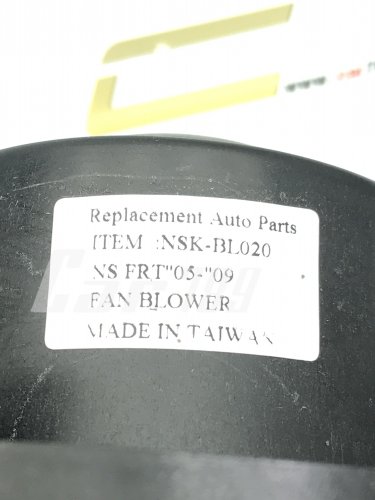 Replacement Auto Parts
ITEM :NSK-BL020
NS FRT"05-"09
FAN BLOWER
MADE IN TAIWAN